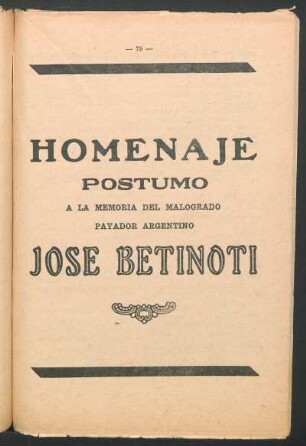 — 79 —
HOMENAJE
POSTUMO
A LA MEMORIA DEL MALOGRADO
PAYADOR ARGENTINO
JOSE BETINOTI